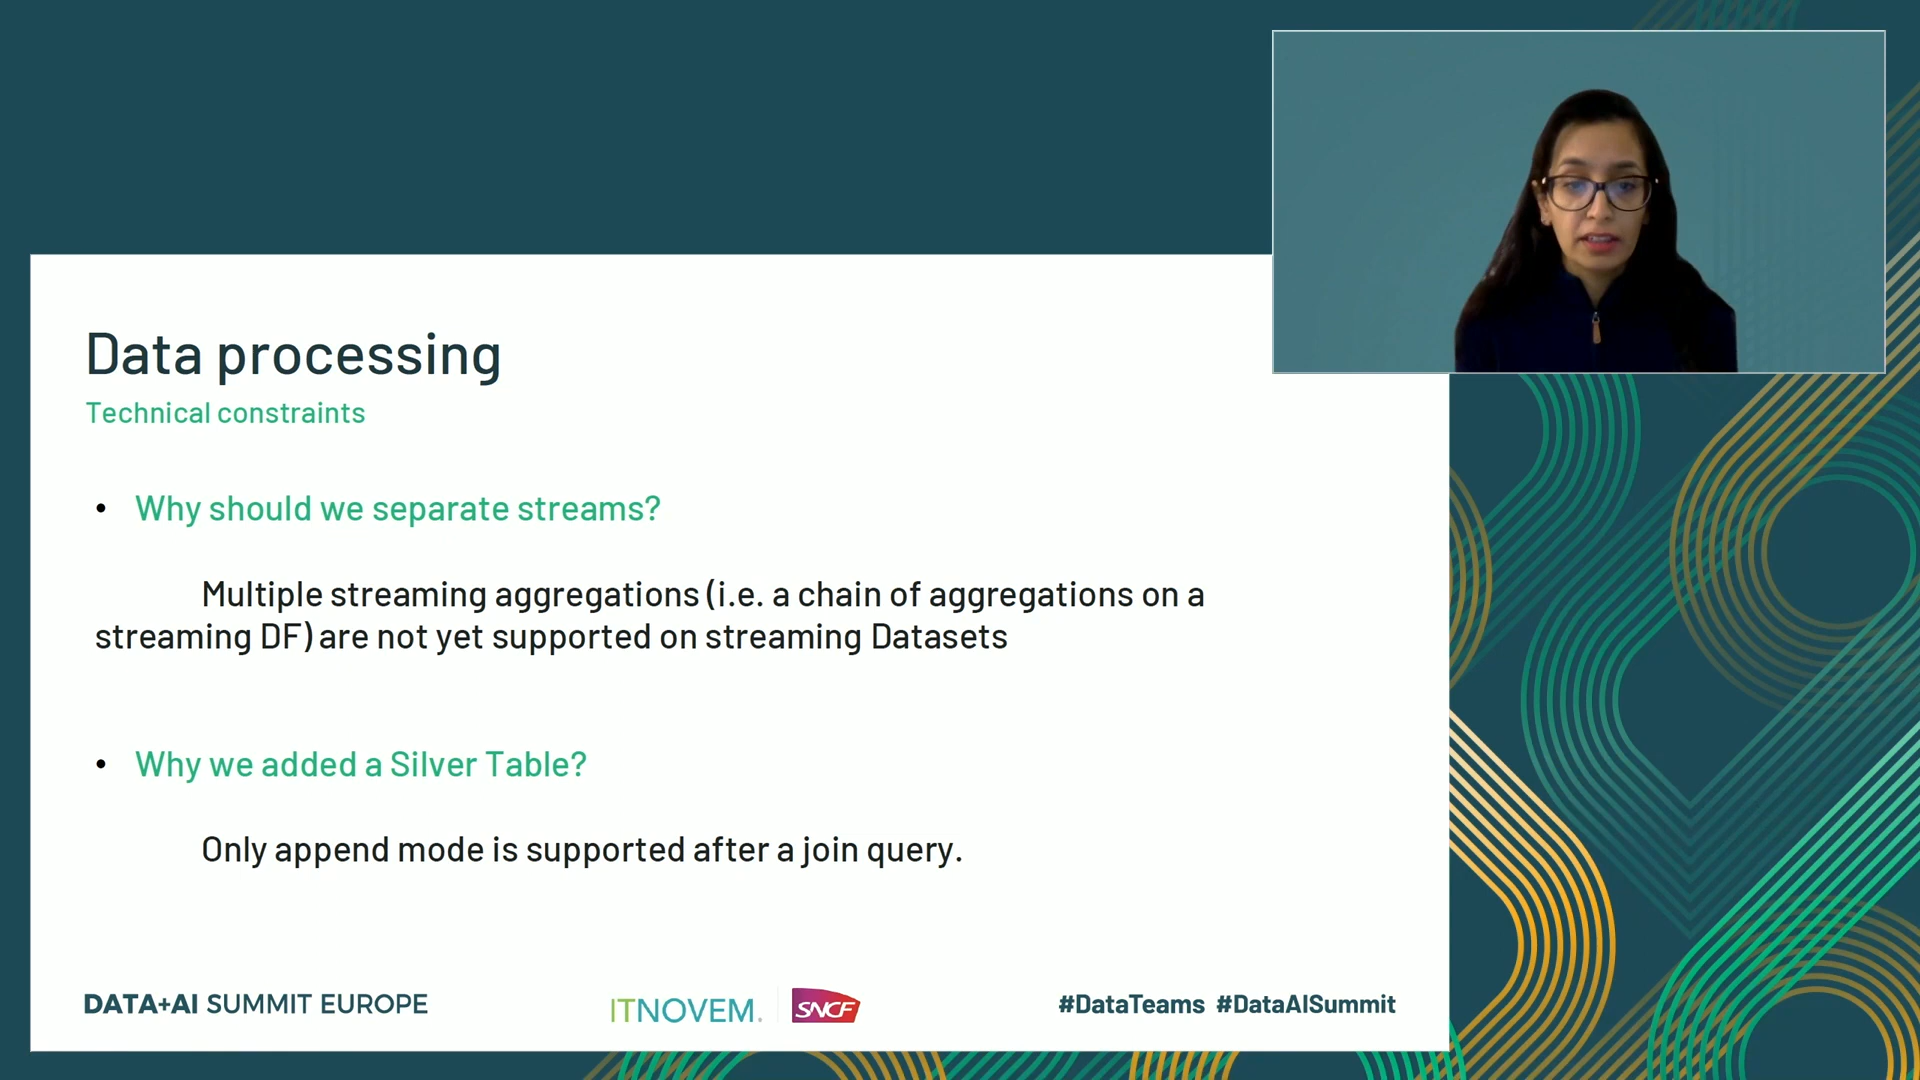 Data processing
Technical constraints
• Why should we separate streams?
Multiple streaming aggregations (i.e. a chain of aggregations on a
streaming DF) are not yet supported on streaming Datasets
• Why we added a Silver Table?
Only append mode is supported after a join query.
DATA+AI SUMMIT EUROPE
ITNOVEM.
SNCF
#DataTeams #DataAISummit